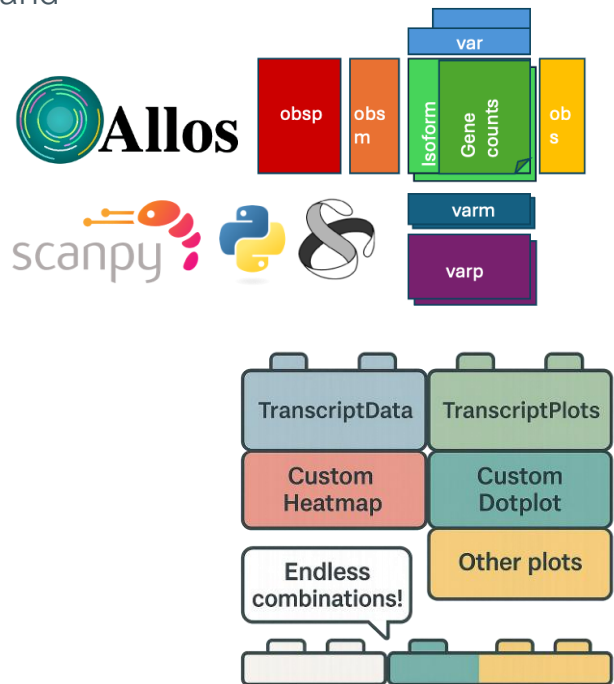 and
Allos
var
obsp
obs
m
Isoform
Gene
counts
ob
s
scanpy
varm
varp
TranscriptData
TranscriptPlots
Custom
Heatmap
Custom
Dotplot
Other plots
Endless
combinations!